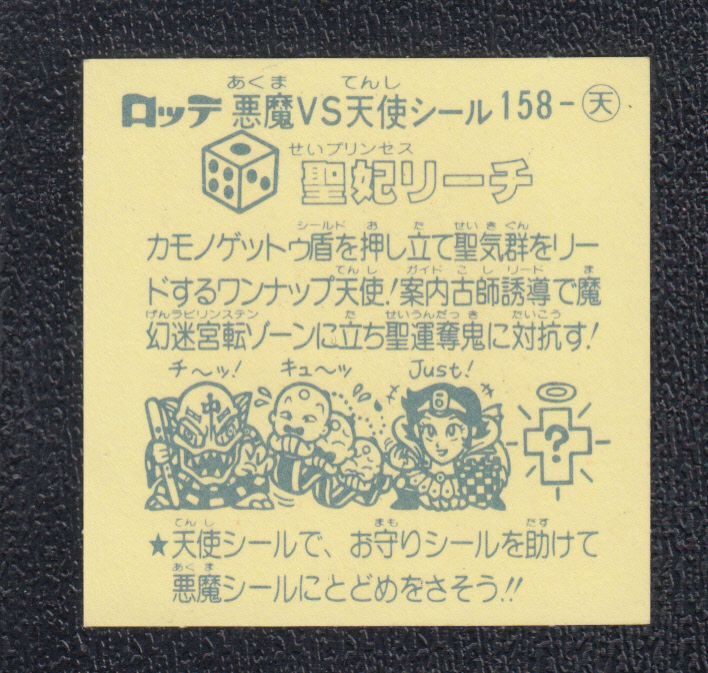 あくま てんし
ロッテ 悪魔VS天使シール 158-天
せいプリンセス
聖妃リーチ
シールド お た せいきぐん
カモノゲットゥ盾を押し立て聖気群をリー
てんし ガイドこし リード ま
ドするワンナップ天使!案内古師誘導で魔
げんラビリンステン た せいうんだっき たいこう
幻迷宮転ゾーンに立ち聖運奪鬼に対抗す!
チ〜ッ! キュ〜ッ Just!
中 6 ?
てんし まも たす
★天使シールで、お守りシールを助けて
あくま
悪魔シールにとどめをさそう!!